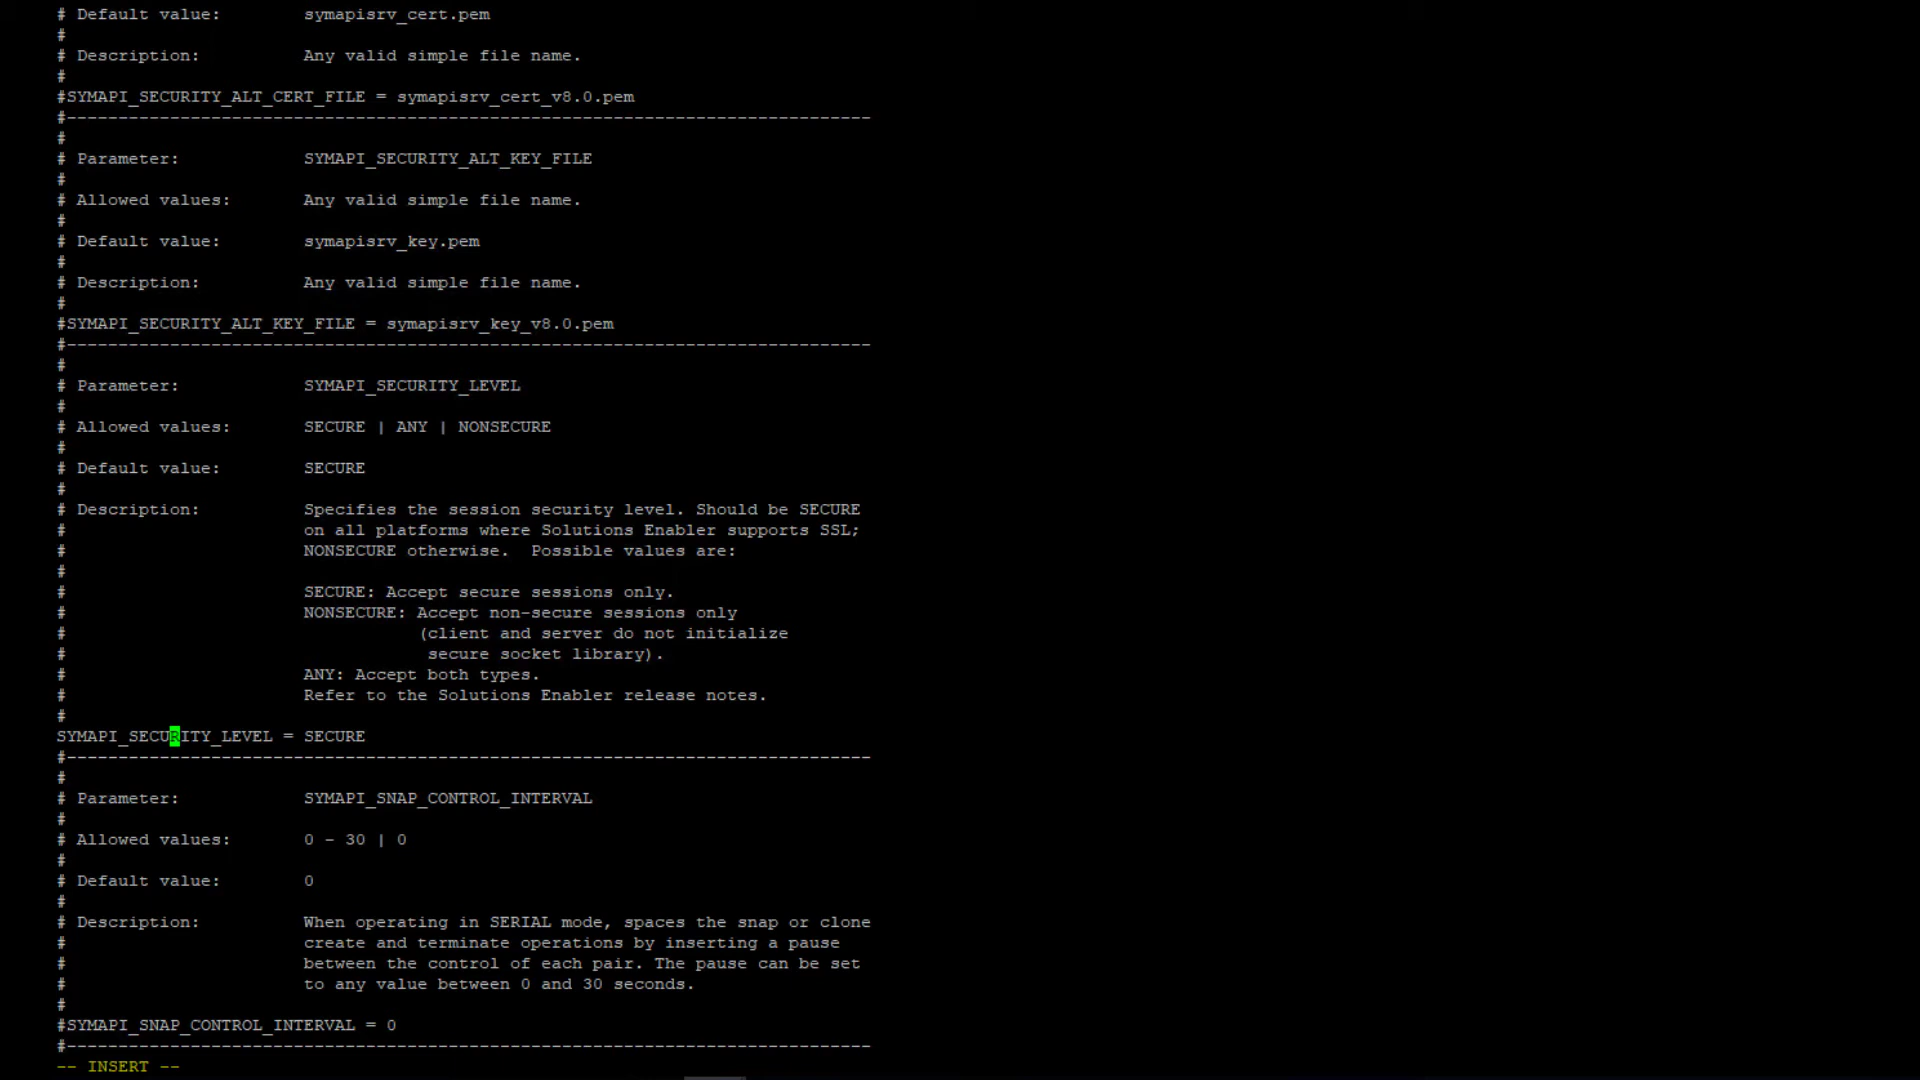 # Default value:        symapisrv_cert.pem
#
# Description:          Any valid simple file name.
#
#SYMAPI_SECURITY_ALT_CERT_FILE = symapisrv_cert_v8.0.pem
#------------------------------------------------------------------------------
#
# Parameter:            SYMAPI_SECURITY_ALT_KEY_FILE
#
# Allowed values:       Any valid simple file name.
#
# Default value:        symapisrv_key.pem
#
# Description:          Any valid simple file name.
#
#SYMAPI_SECURITY_ALT_KEY_FILE = symapisrv_key_v8.0.pem
#------------------------------------------------------------------------------
#
# Parameter:            SYMAPI_SECURITY_LEVEL
#
# Allowed values:       SECURE | ANY | NONSECURE
#
# Default value:        SECURE
#
# Description:          Specifies the session security level. Should be SECURE
#                       on all platforms where Solutions Enabler supports SSL;
#                       NONSECURE otherwise.  Possible values are:
#
#                       SECURE: Accept secure sessions only.
#                       NONSECURE: Accept non-secure sessions only
#                                  (client and server do not initialize
#                                   secure socket library).
#                       ANY: Accept both types.
#                       Refer to the Solutions Enabler release notes.
#
SYMAPI_SECURITY_LEVEL = SECURE
#------------------------------------------------------------------------------
#
# Parameter:            SYMAPI_SNAP_CONTROL_INTERVAL
#
# Allowed values:       0 - 30 | 0
#
# Default value:        0
#
# Description:          When operating in SERIAL mode, spaces the snap or clone
#                       create and terminate operations by inserting a pause
#                       between the control of each pair. The pause can be set
#                       to any value between 0 and 30 seconds.
#
#SYMAPI_SNAP_CONTROL_INTERVAL = 0
#------------------------------------------------------------------------------
-- INSERT --